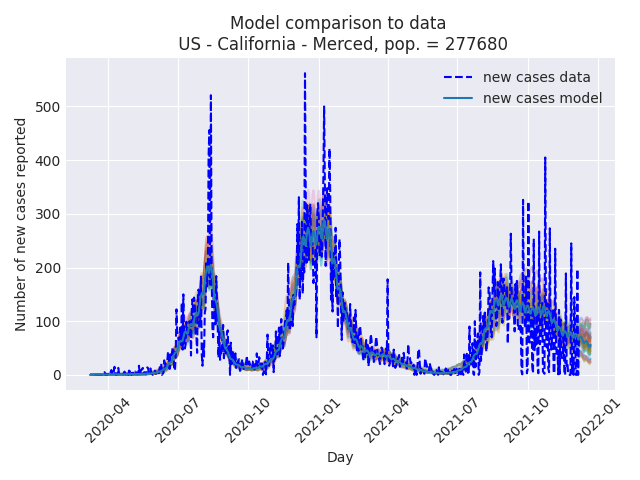 Model comparison to data
US - California - Merced, pop. = 277680
new cases data
new cases model
Number of new cases reported
500
400
300
200
100
0
2020-04
2020-07
2020-10
2021-01
2021-04
2021-07
2021-10
2022-01
Day